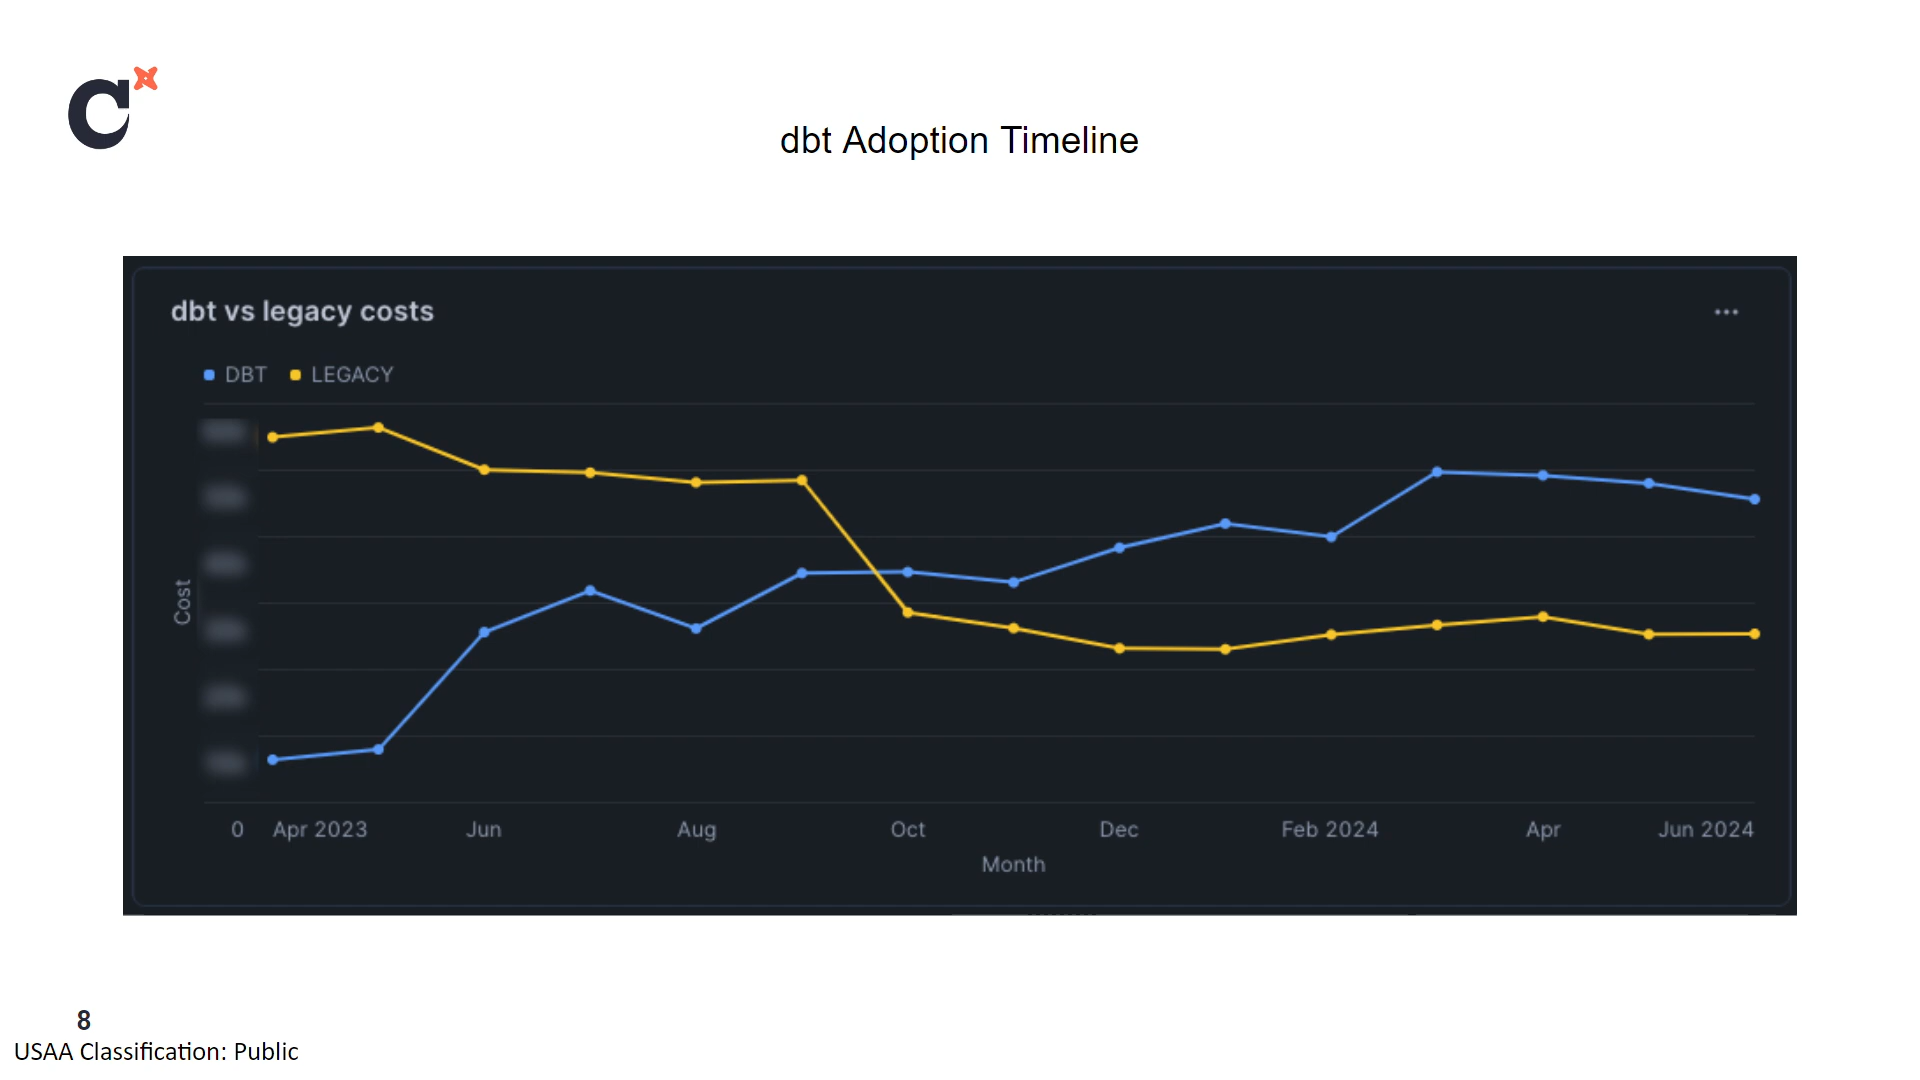 dbt Adoption Timeline
dbt vs legacy costs
DBT LEGACY
Cost
0 Apr 2023 Jun Aug Oct Dec Feb 2024 Apr Jun 2024
Month
8
USAA Classification: Public